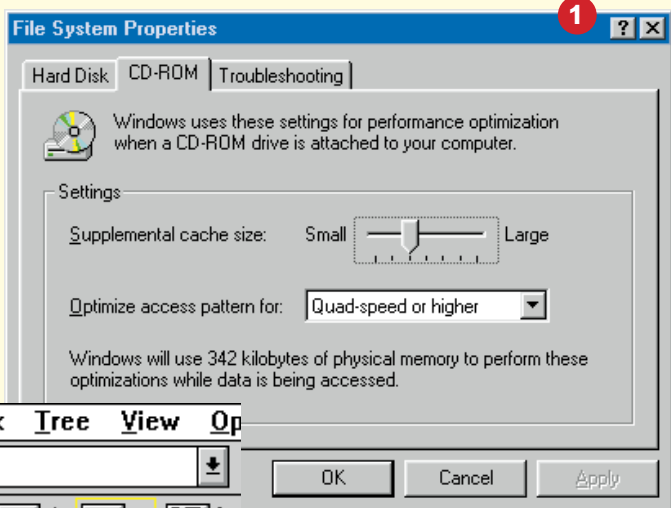 1
File System Properties
Hard Disk CD-ROM Troubleshooting
Windows uses these settings for performance optimization
when a CD-ROM drive is attached to your computer.
Settings
Supplemental cache size: Small Large
Optimize access pattern for: Quad-speed or higher
Windows will use 342 kilobytes of physical memory to perform these
optimizations while data is being accessed.
Tree View Op
OK Cancel Apply